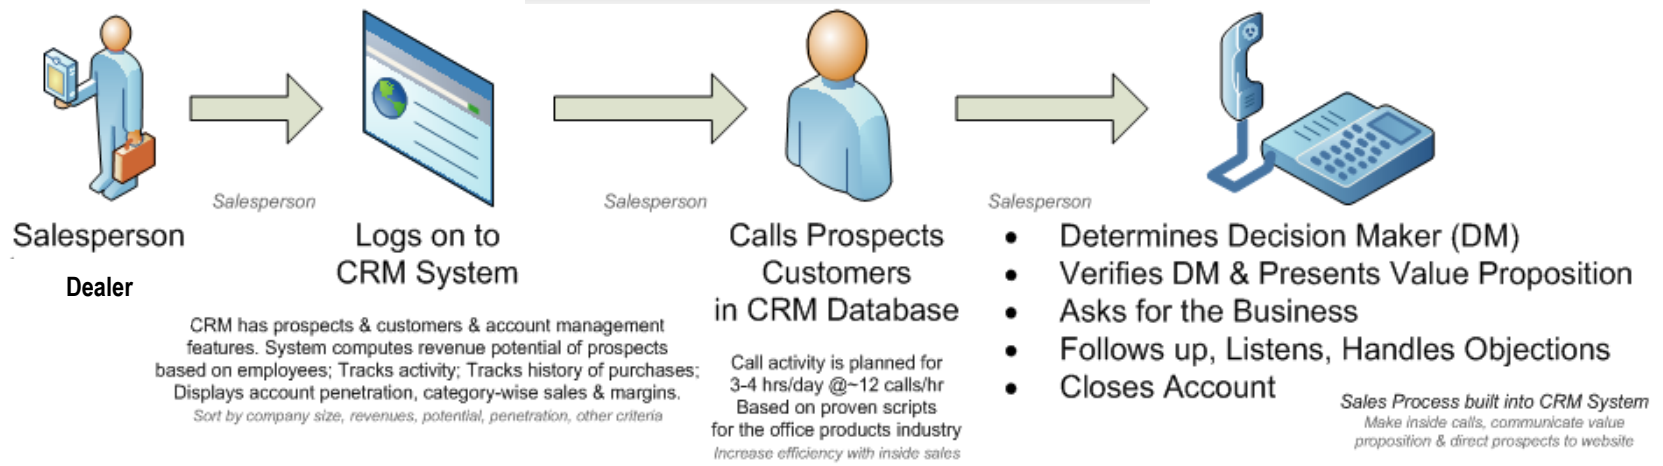 Salesperson
Dealer
Salesperson
Logs on to
CRM System
CRM has prospects & customers & account management
features. System computes revenue potential of prospects
based on employees; Tracks activity; Tracks history of purchases;
Displays account penetration, category-wise sales & margins.
Sort by company size, revenues, potential, penetration, other criteria
Salesperson
Calls Prospects
Customers
in CRM Database
Call activity is planned for
3-4 hrs/day @~12 calls/hr
Based on proven scripts
for the office products industry
Increase efficiency with inside sales
Salesperson
• Determines Decision Maker (DM)
• Verifies DM & Presents Value Proposition
• Asks for the Business
• Follows up, Listens, Handles Objections
• Closes Account
Sales Process built into CRM System
Make inside calls, communicate value
proposition & direct prospects to website